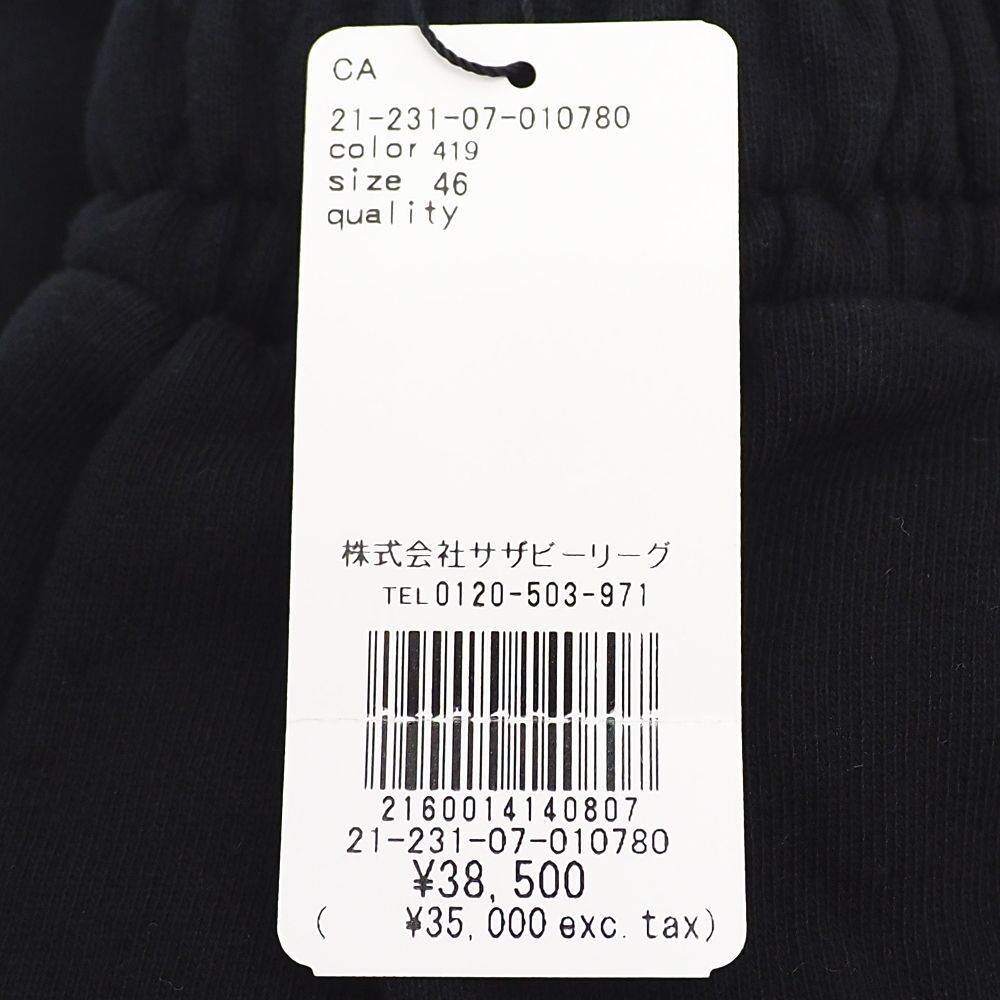 CA
21-231-07-010780
color 419
size 46
quality
株式会社サザビーリーグ
TEL 0120-503-971
2160014140807
21-231-07-010780
¥38,500
( ¥35,000 exc. tax)